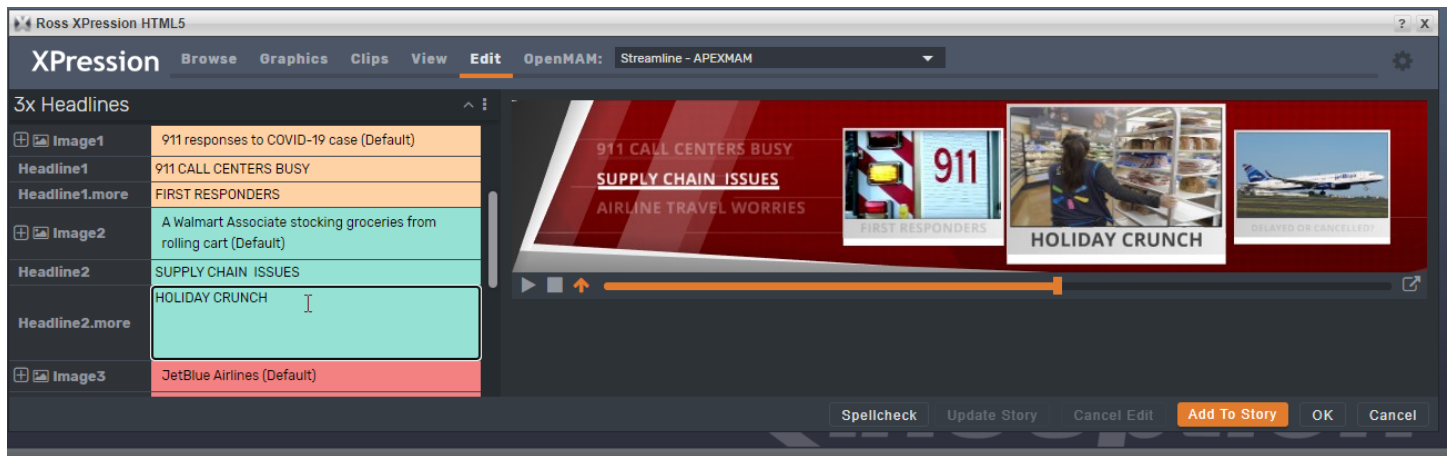 Ross XPression HTML5
? X
XPression Browse Graphics Clips View Edit OpenMAM: Streamline - APEXMAM
3x Headlines
Image1 911 responses to COVID-19 case (Default)
Headline1 911 CALL CENTERS BUSY
Headline1.more FIRST RESPONDERS
Image2 A Walmart Associate stocking groceries from
rolling cart (Default)
Headline2 SUPPLY CHAIN  ISSUES
Headline2.more HOLIDAY CRUNCH
Image3 JetBlue Airlines (Default)
911 CALL CENTERS BUSY
SUPPLY CHAIN  ISSUES
AIRLINE TRAVEL WORRIES
911
FIRST RESPONDERS
HOLIDAY CRUNCH
jetBlue
DELAYED OR CANCELLED?
Spellcheck Update Story Cancel Edit Add To Story OK Cancel